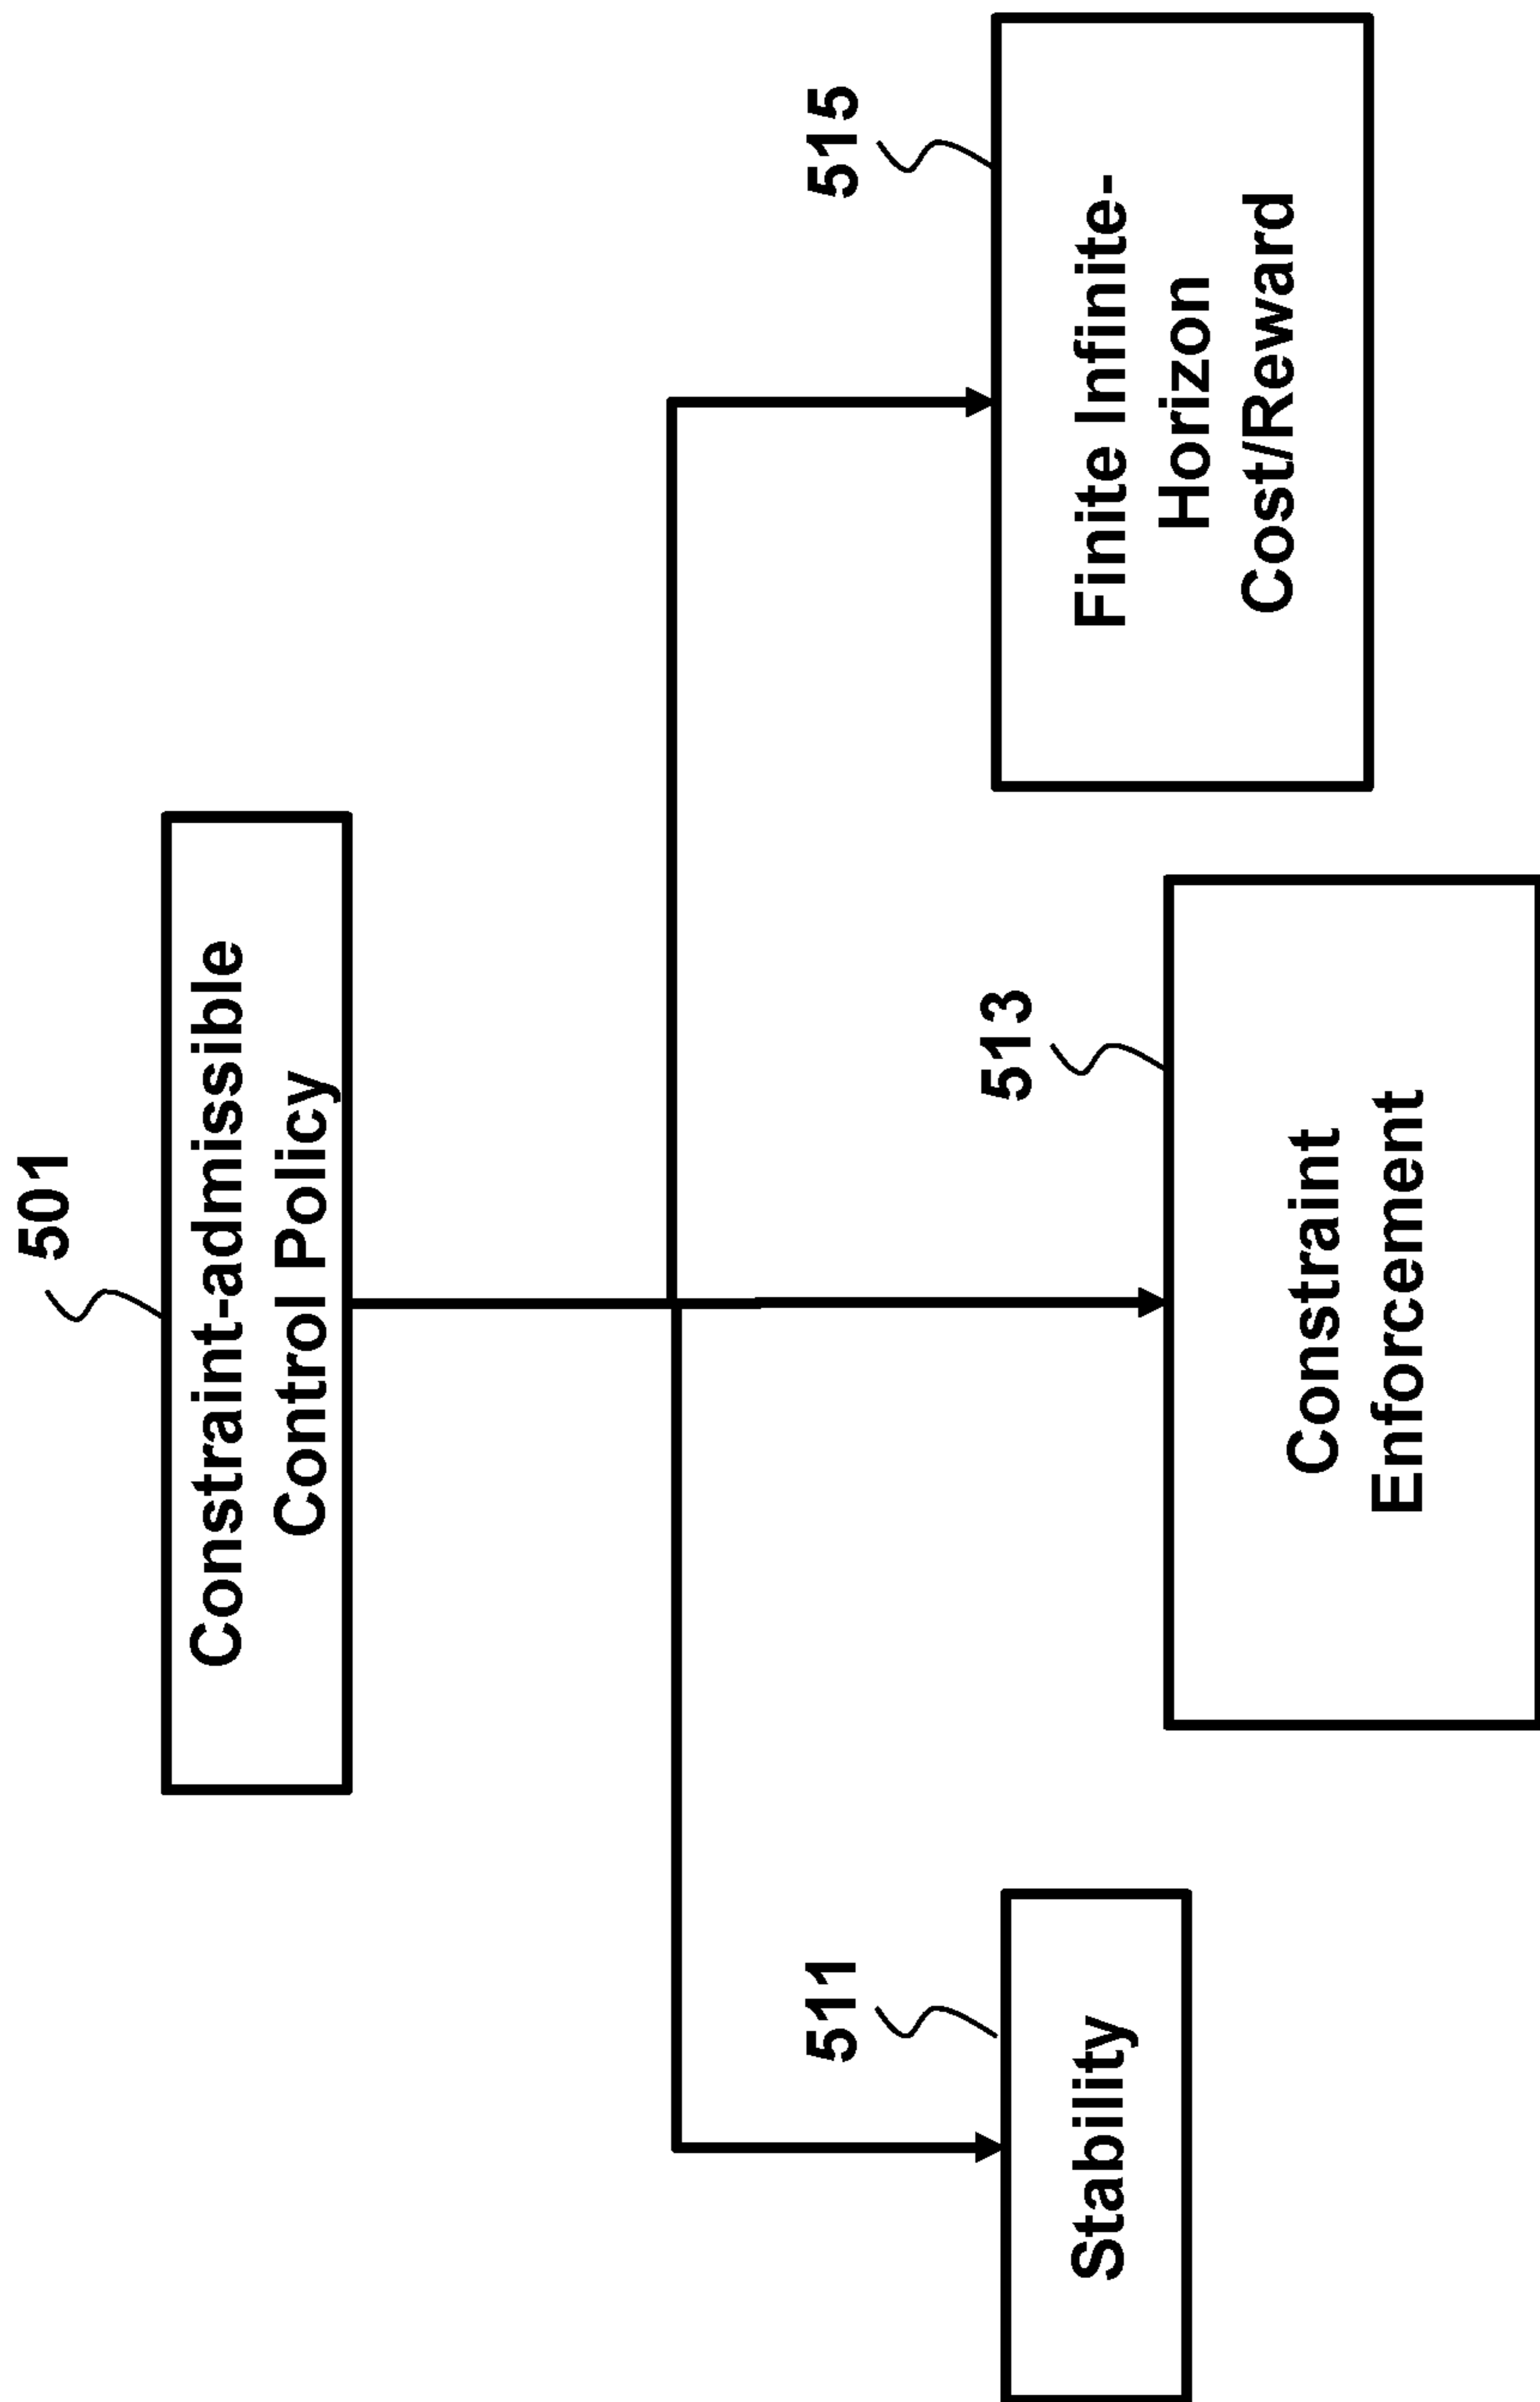 501
Constraint-admissible
Control Policy
511
Stability
513
Constraint
Enforcement
515
Finite Infinite-
Horizon
Cost/Reward